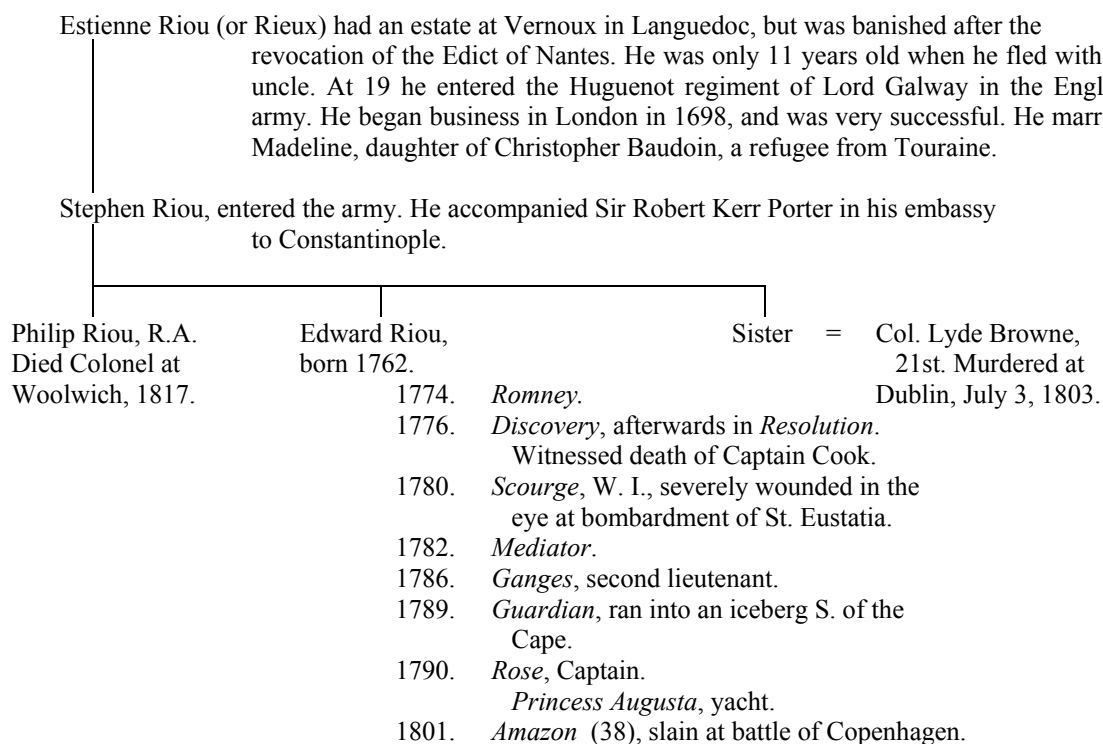 Estienne Riou (or Rieux) had an estate at Vernoux in Languedoc, but was banished after the
revocation of the Edict of Nantes. He was only 11 years old when he fled with
uncle. At 19 he entered the Huguenot regiment of Lord Galway in the Engl
army. He began business in London in 1698, and was very successful. He marr
Madeline, daughter of Christopher Baudoin, a refugee from Touraine.
Stephen Riou, entered the army. He accompanied Sir Robert Kerr Porter in his embassy
to Constantinople.
Philip Riou, R.A.
Died Colonel at
Woolwich, 1817.
Edward Riou,
born 1762.
1774. Romney.
1776. Discovery, afterwards in Resolution.
Witnessed death of Captain Cook.
1780. Scourge, W. I., severely wounded in the
eye at bombardment of St. Eustatia.
1782. Mediator.
1786. Ganges, second lieutenant.
1789. Guardian, ran into an iceberg S. of the
Cape.
1790. Rose, Captain.
Princess Augusta, yacht.
1801. Amazon (38), slain at battle of Copenhagen.
Sister = Col. Lyde Browne,
21st. Murdered at
Dublin, July 3, 1803.